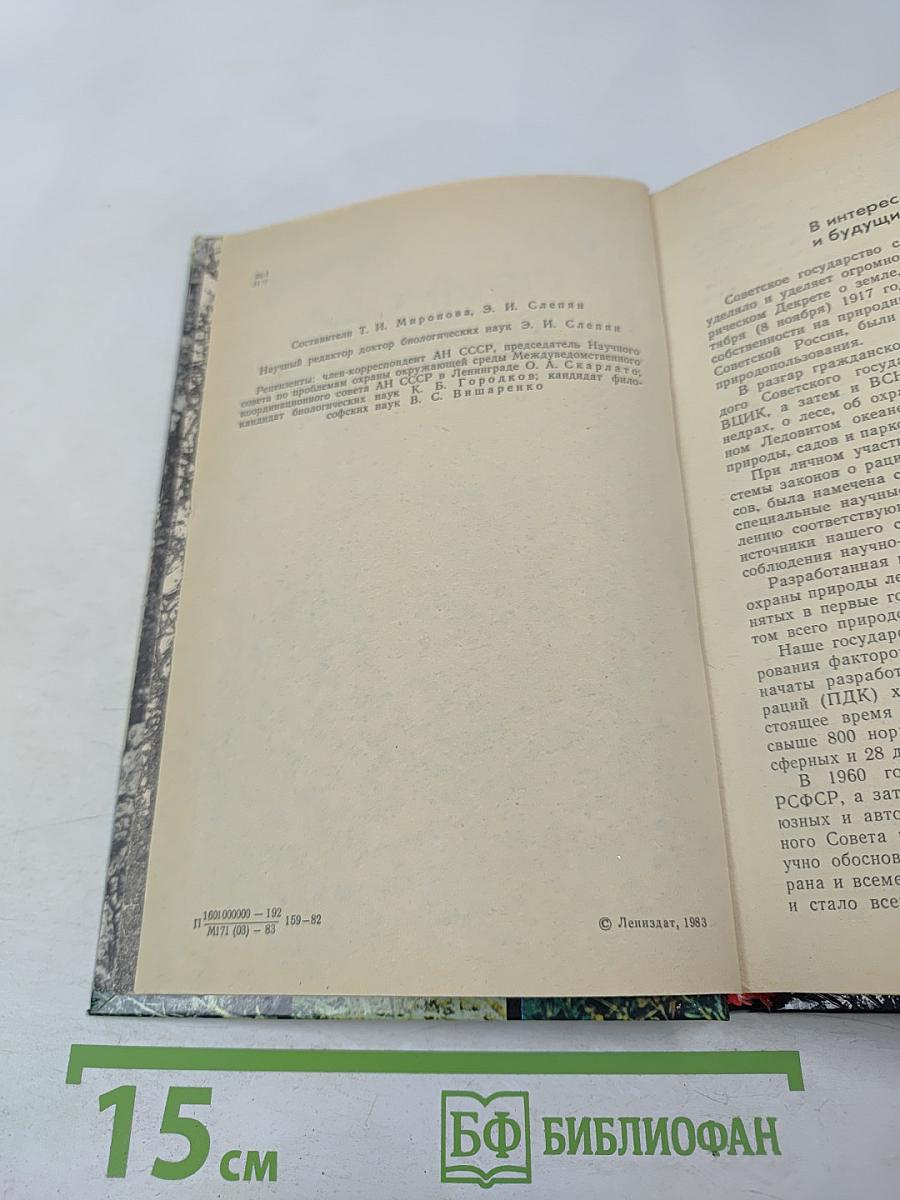 Составители Т. И. Миронова, Э. И. Слепян
Научный редактор доктор биологических наук Э. И. Слепян
Рецензенты: член-корреспондент АН СССР, председатель Научного
совета по проблемам охраны окружающей среды Междуведомственного
координационного совета АН СССР в Ленинграде О. А. Скарлато;
кандидат биологических наук К. Б. Городков; кандидат фило-
софских наук В. С. Вишаренко
П 1601000000 — 192
М171 (03) — 83 159—82
© Лениздат, 1983
В интерес
и будущи
Советское государство с
уделяло и уделяет огромно
рическом Декрете о земле,
тября (8 ноября) 1917 год
собственности на природны
Советской России, были
природопользования.
В разгар гражданско
дого Советского госуда
ВЦИК, а затем и ВСН
недрах, о лесе, об охра
ном Ледовитом океане
природы, садов и парко
При личном участи
стемы законов о раци
сов, была намечена с
специальные научные
лению соответствую
источники нашего с
соблюдения научно-
Разработанная
охраны природы ле
нятых в первые го
том всего природо
Наше государс
рования факторо
начаты разработ
раций (ПДК) х
стоящее время
свыше 800 нор
сферных и 28 д
В 1960 го
РСФСР, а зат
юзных и авто
ного Совета
учно обоснов
рана и всеме
и стало все
15 см
БФ БИБЛИОФАН